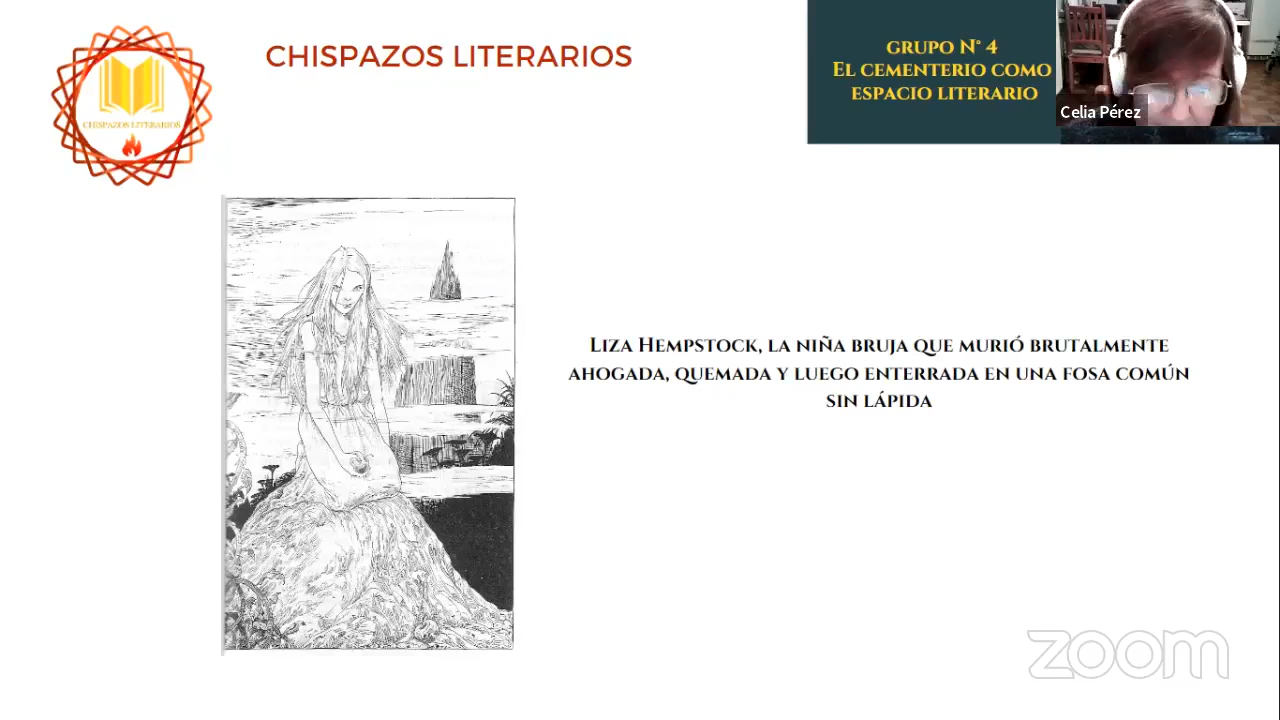 CHISPAZOS LITERARIOS
CHISPAZOS LITERARIOS
GRUPO N° 4
EL CEMENTERIO COMO
ESPACIO LITERARIO
Celia Pérez
LIZA HEMPSTOCK, LA NIÑA BRUJA QUE MURIÓ BRUTALMENTE
AHOGADA, QUEMADA Y LUEGO ENTERRADA EN UNA FOSA COMÚN
SIN LÁPIDA
zoom